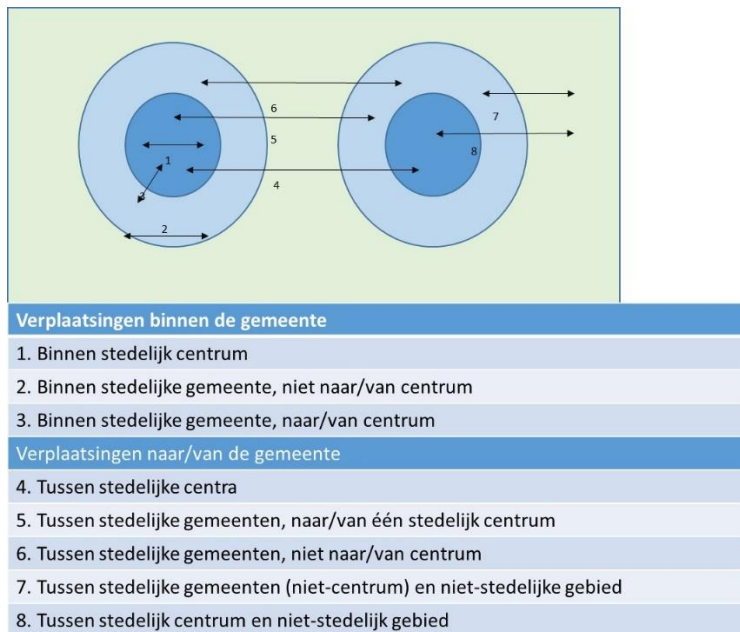 6
7
5
8
1
4
3
2
Verplaatsingen binnen de gemeente
1. Binnen stedelijk centrum
2. Binnen stedelijke gemeente, niet naar/van centrum
3. Binnen stedelijke gemeente, naar/van centrum
Verplaatsingen naar/van de gemeente
4. Tussen stedelijke centra
5. Tussen stedelijke gemeenten, naar/van één stedelijk centrum
6. Tussen stedelijke gemeenten, niet naar/van centrum
7. Tussen stedelijke gemeenten (niet-centrum) en niet-stedelijke gebied
8. Tussen stedelijk centrum en niet-stedelijk gebied